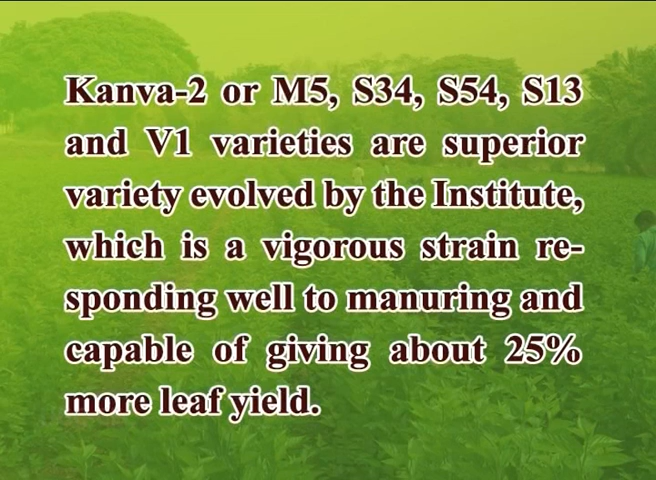 Kanva-2 or M5, S34, S54, S13
and V1 varieties are superior
variety evolved by the Institute,
which is a vigorous strain re-
sponding well to manuring and
capable of giving about 25%
more leaf yield.